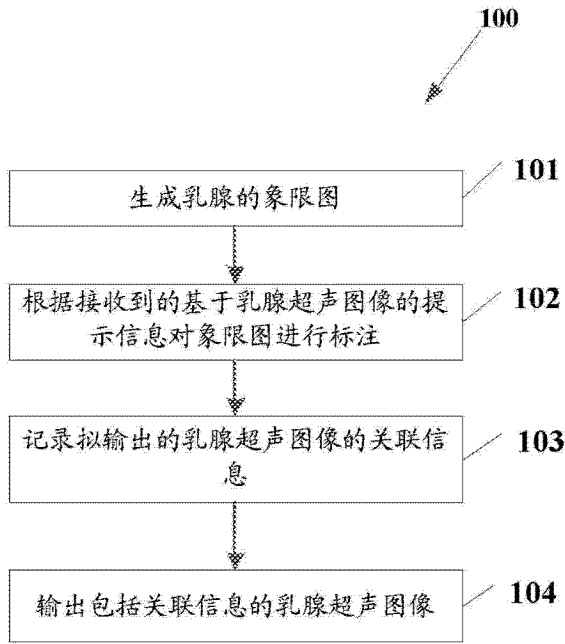 100
101
生成乳腺的象限图
102
根据接收到的基于乳腺超声图像的提
示信息对象限图进行标注
103
记录拟输出的乳腺超声图像的关联信
息
104
输出包括关联信息的乳腺超声图像